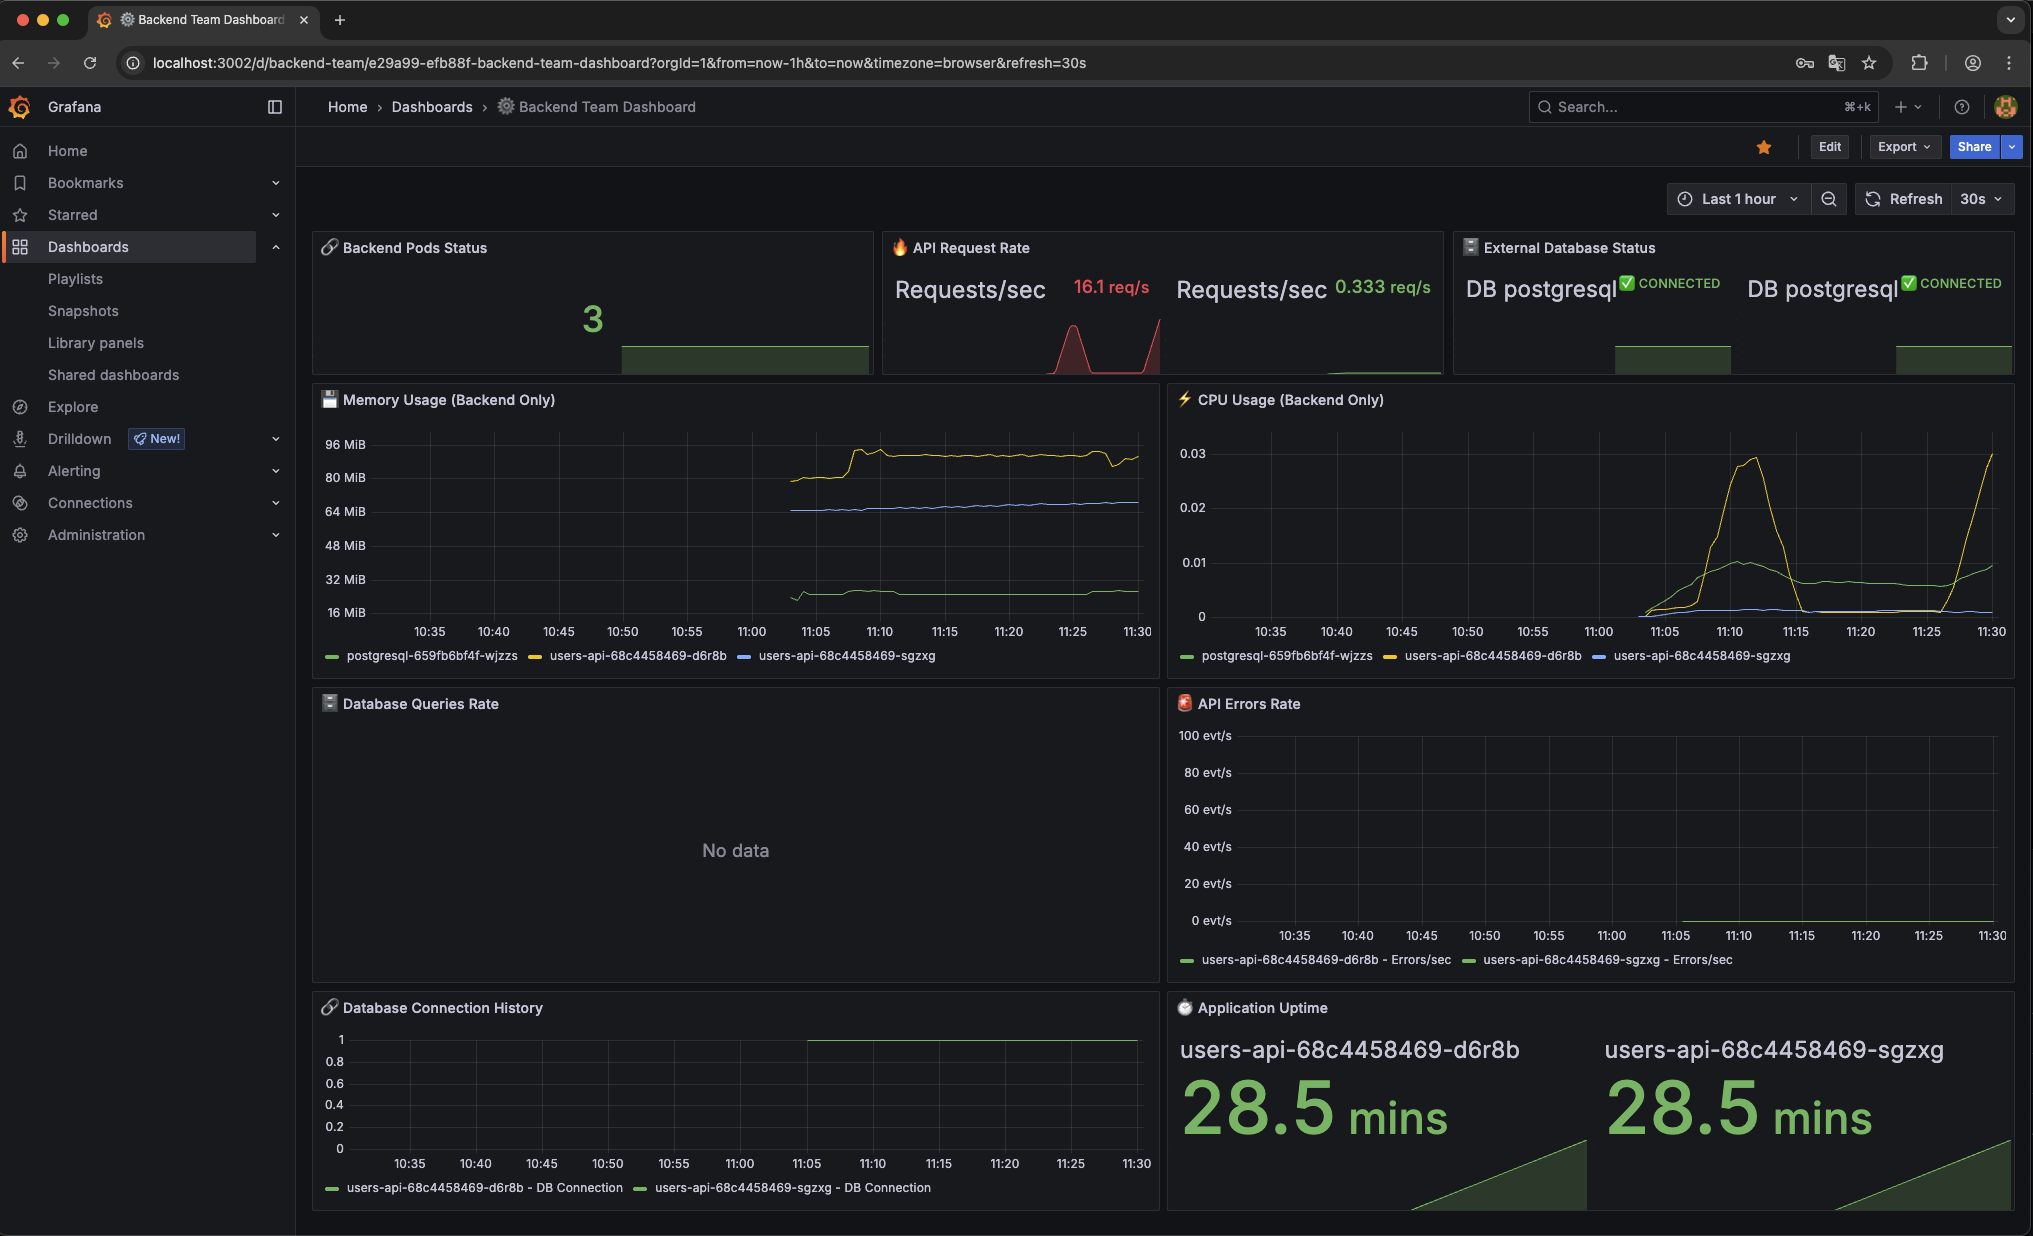 Backend Team Dashboard
localhost:3002/d/backend-team/e29a99-efb88f-backend-team-dashboard?orgId=1&from=now-1h&to=now&timezone=browser&refresh=30s
Grafana
Home › Dashboards › Backend Team Dashboard
Search... ⌘+k
Edit Export Share
Last 1 hour Refresh 30s
Home
Bookmarks
Starred
Dashboards
Playlists
Snapshots
Library panels
Shared dashboards
Explore
Drilldown New!
Alerting
Connections
Administration
Backend Pods Status
3
API Request Rate
Requests/sec 16.1 req/s Requests/sec 0.333 req/s
External Database Status
DB postgresql CONNECTED DB postgresql CONNECTED
Memory Usage (Backend Only)
96 MiB
80 MiB
64 MiB
48 MiB
32 MiB
16 MiB
10:35 10:40 10:45 10:50 10:55 11:00 11:05 11:10 11:15 11:20 11:25 11:30
postgresql-659fb6bf4f-wjzzs users-api-68c4458469-d6r8b users-api-68c4458469-sgzxg
CPU Usage (Backend Only)
0.03
0.02
0.01
0
10:35 10:40 10:45 10:50 10:55 11:00 11:05 11:10 11:15 11:20 11:25 11:30
postgresql-659fb6bf4f-wjzzs users-api-68c4458469-d6r8b users-api-68c4458469-sgzxg
Database Queries Rate
No data
API Errors Rate
100 evt/s
80 evt/s
60 evt/s
40 evt/s
20 evt/s
0 evt/s
10:35 10:40 10:45 10:50 10:55 11:00 11:05 11:10 11:15 11:20 11:25 11:30
users-api-68c4458469-d6r8b - Errors/sec users-api-68c4458469-sgzxg - Errors/sec
Database Connection History
1
0.8
0.6
0.4
0.2
0
10:35 10:40 10:45 10:50 10:55 11:00 11:05 11:10 11:15 11:20 11:25 11:30
users-api-68c4458469-d6r8b - DB Connection users-api-68c4458469-sgzxg - DB Connection
Application Uptime
users-api-68c4458469-d6r8b users-api-68c4458469-sgzxg
28.5 mins 28.5 mins